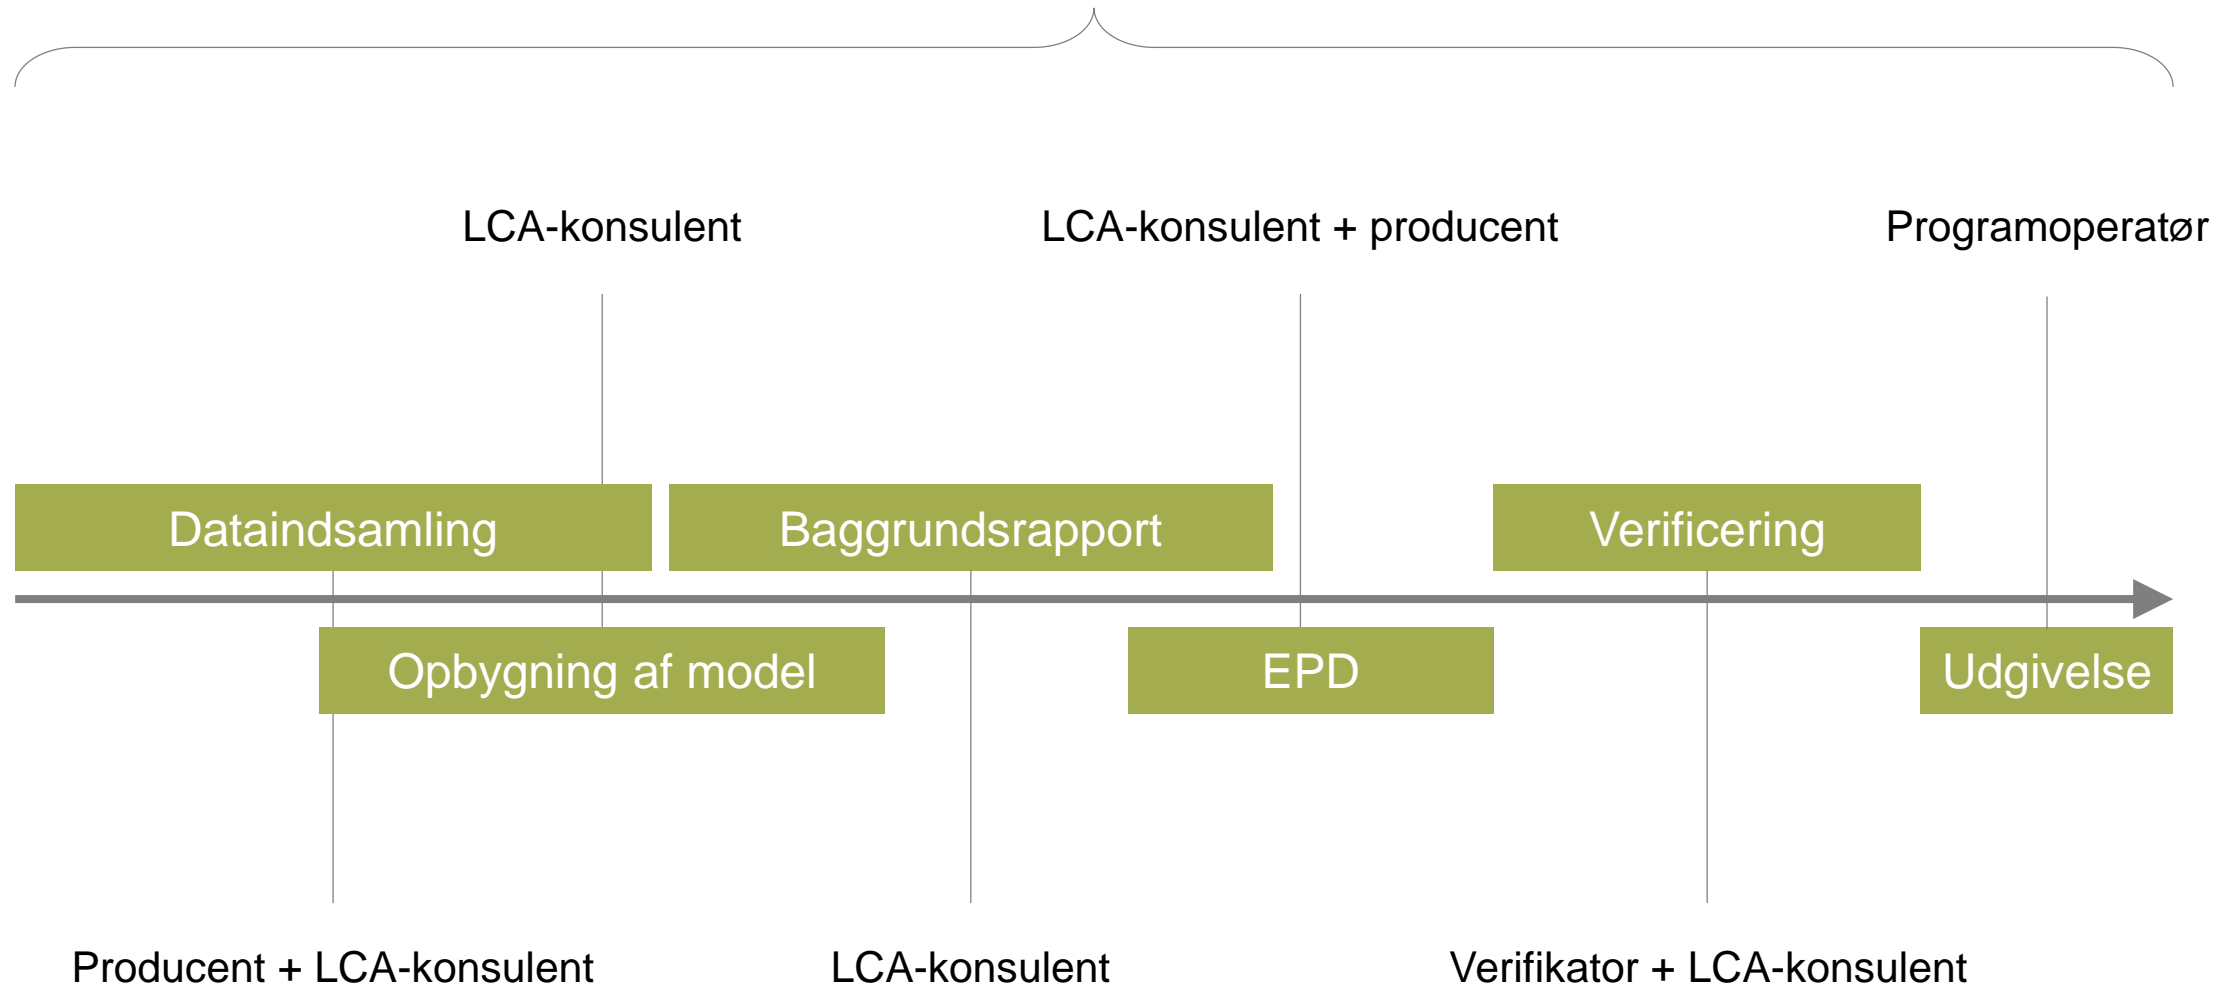 LCA-konsulent
LCA-konsulent + producent
Programoperatør
Dataindsamling
Baggrundsrapport
Verificering
Opbygning af model
EPD
Udgivelse
Producent + LCA-konsulent
LCA-konsulent
Verifikator + LCA-konsulent